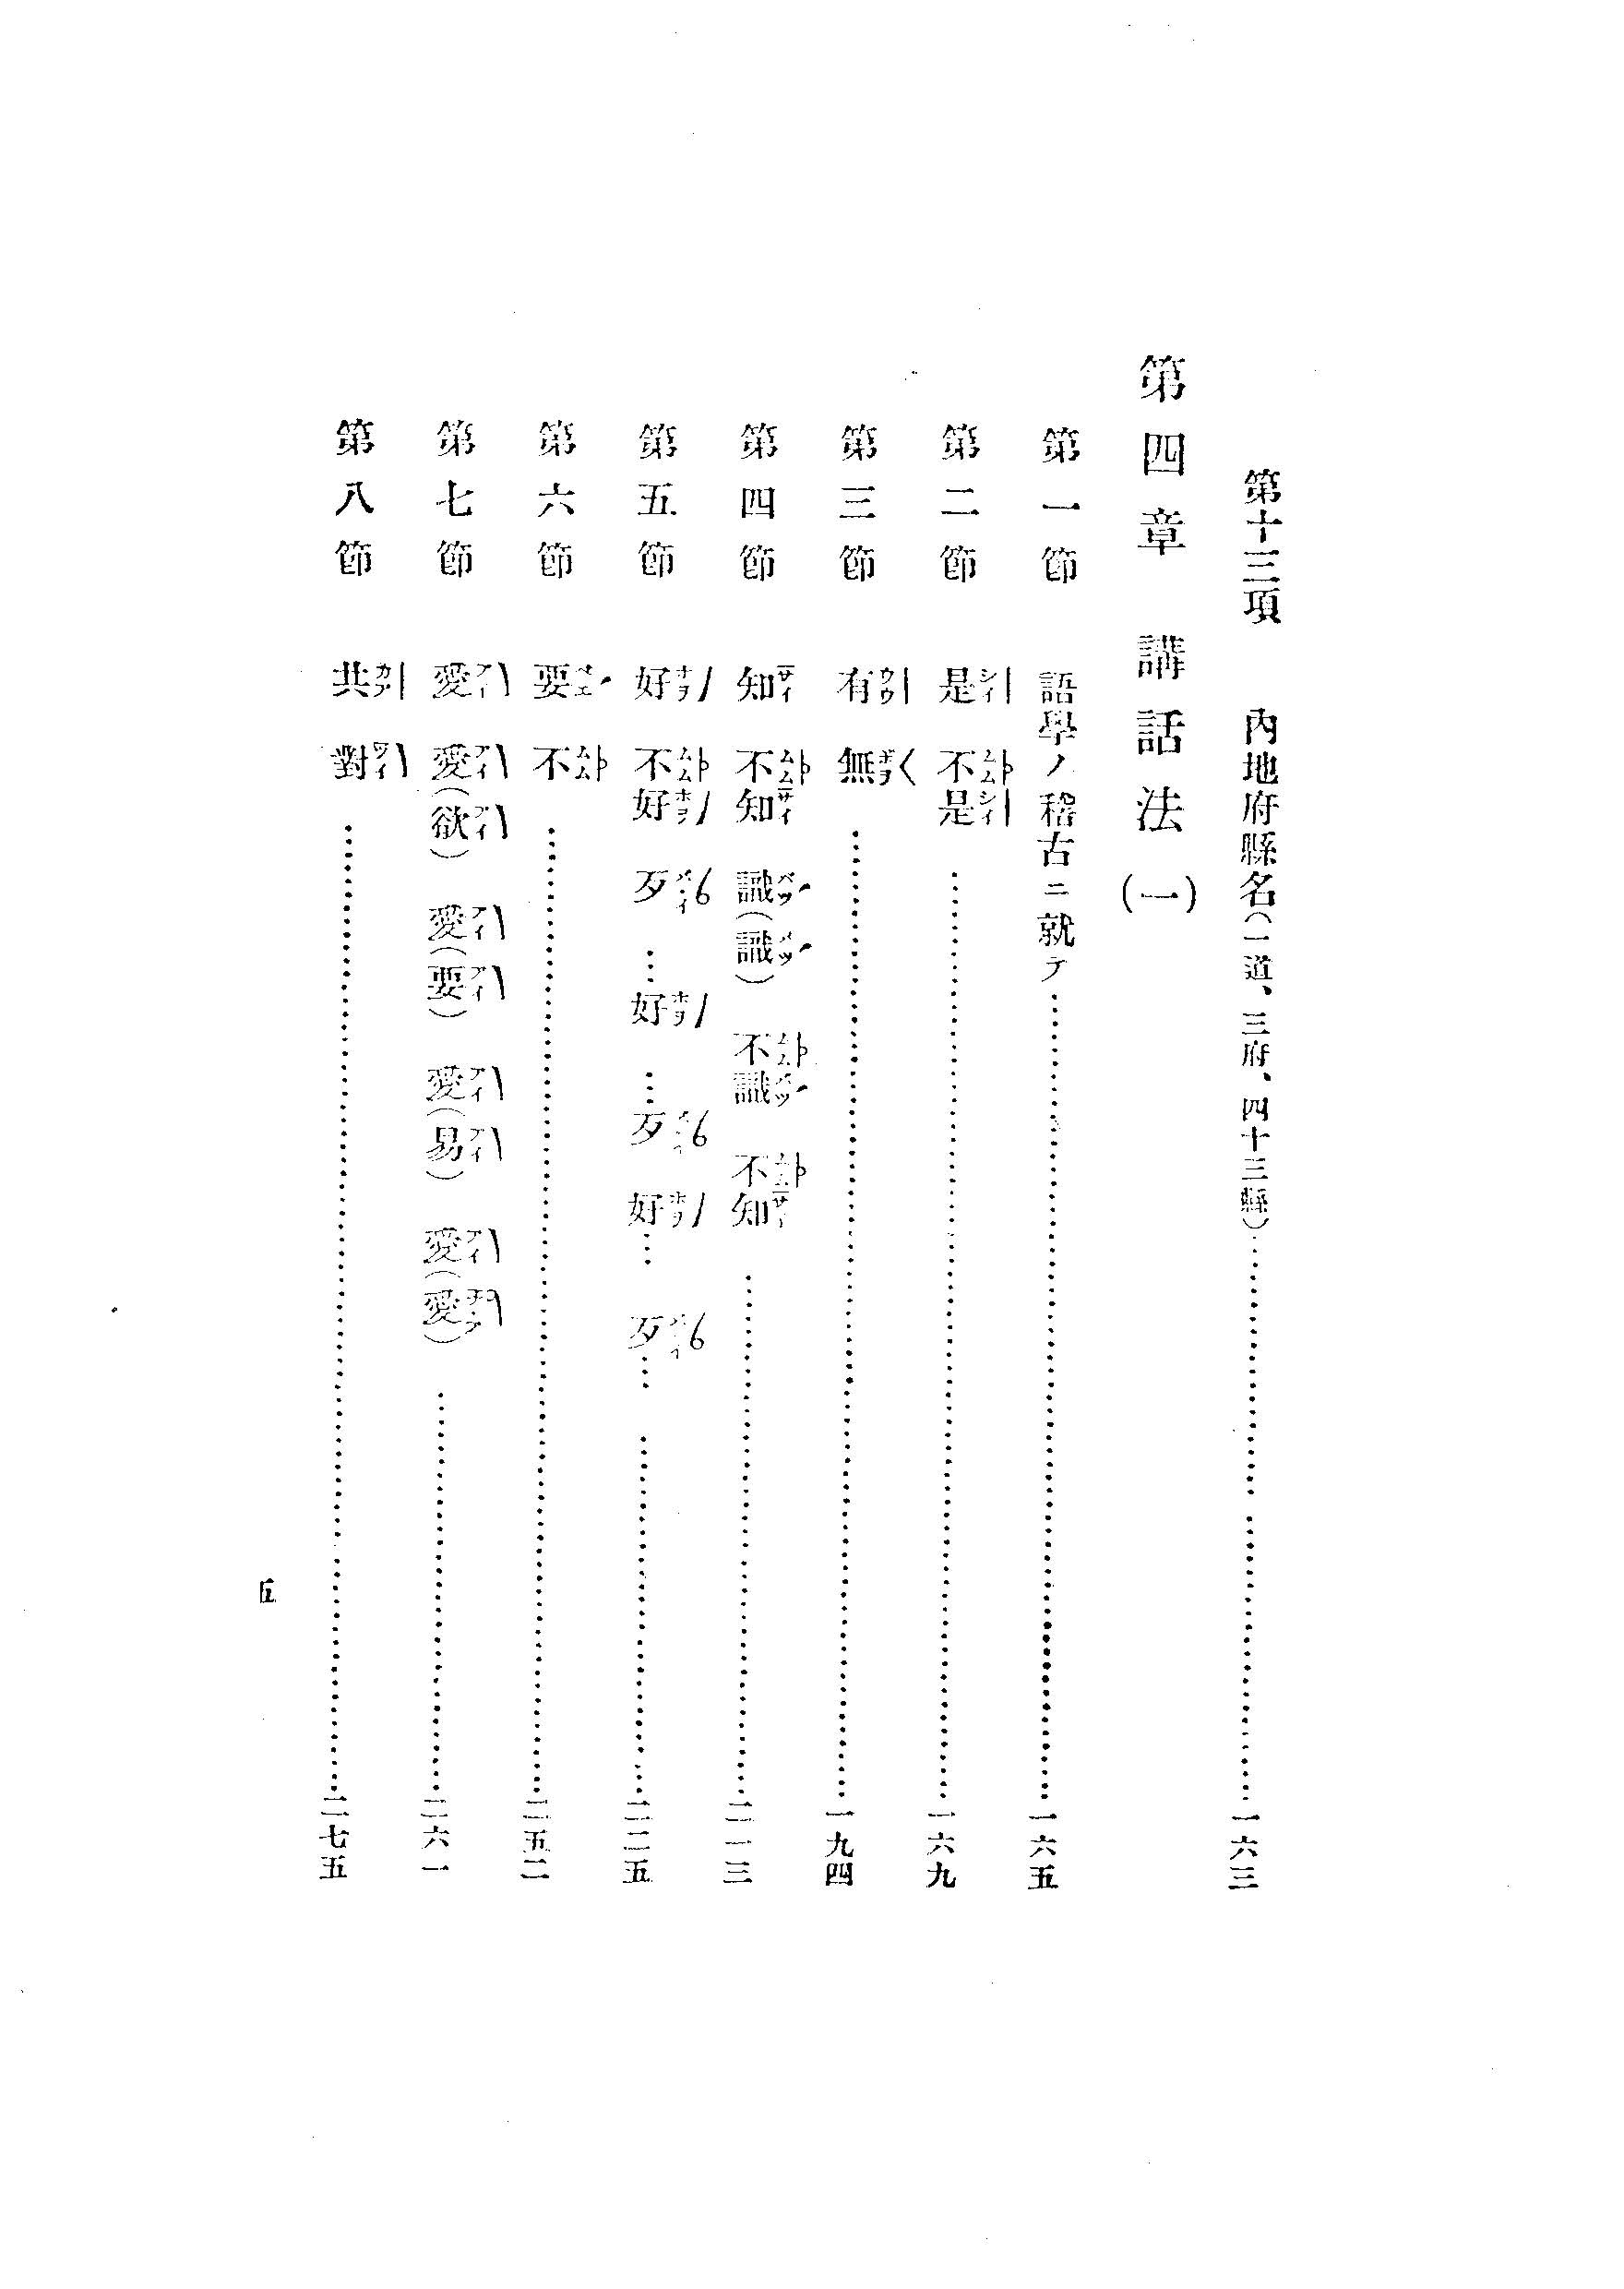 第十三項　內地府縣名(一道、三府、四十三縣)……一六三
第四章　講話法(一)
第一節　語學ノ稽古ニ就テ……一六五
第二節　是　不是……一六九
第三節　有　無……一九四
第四節　知　不知　識(識)　不識　不知……二一三
第五節　好　不好　歹　…好　…歹　好…　歹…　……二二五
第六節　要　不……二五二
第七節　愛　愛(欲)　愛(要)　愛(易)　愛(愛)……二六一
第八節　共　對……二七五
五